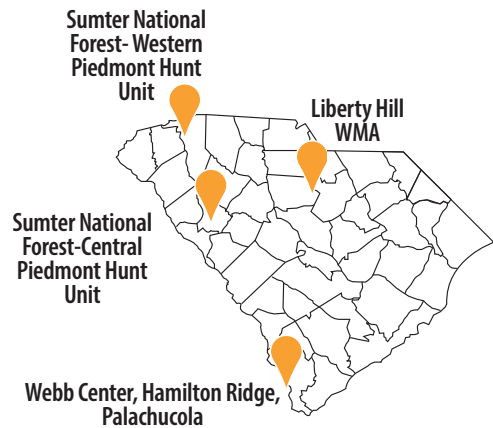 Sumter National
Forest- Western
Piedmont Hunt
Unit
Liberty Hill
WMA
Sumter National
Forest-Central
Piedmont Hunt
Unit
Webb Center, Hamilton Ridge,
Palachucola